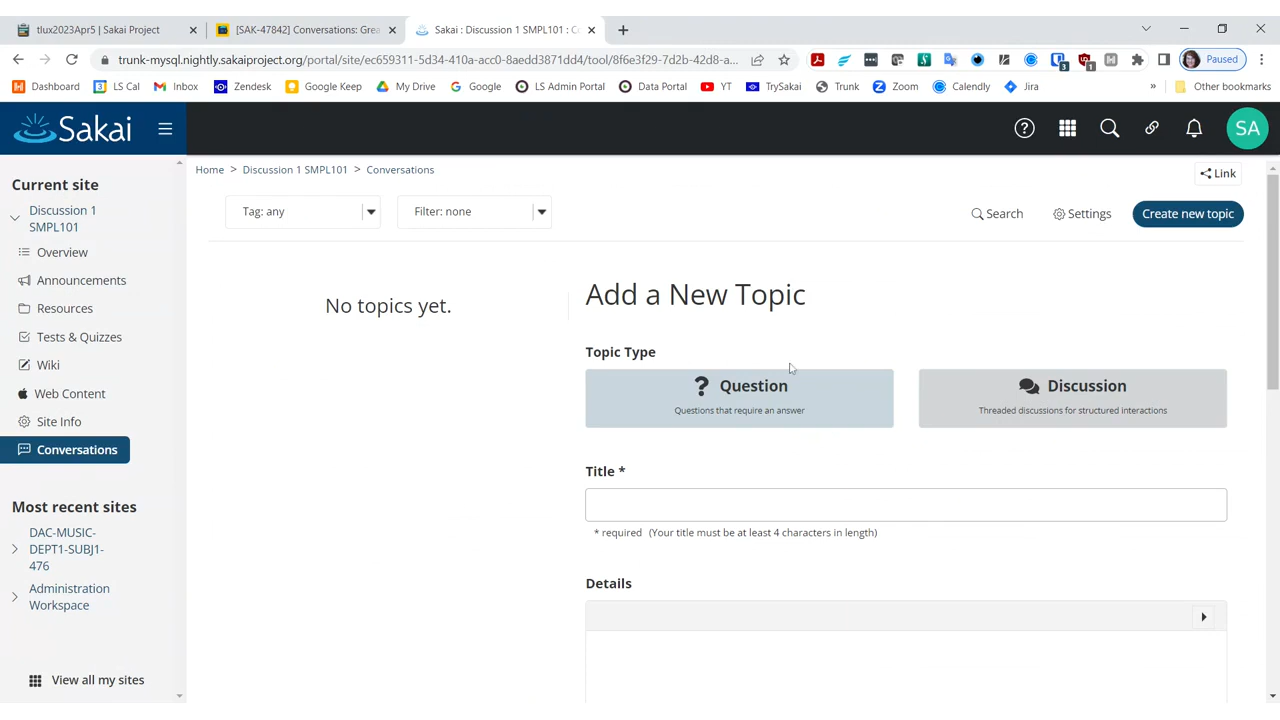 tlux2023Apr5 | Sakai Project
[SAK-47842] Conversations: Grea
Sakai : Discussion 1 SMPL101 : C
trunk-mysql.nightly.sakaiproject.org/portal/site/ec659311-5d3d-410a-ac38-8aedd3871dd4/tool/8f6e3f29-7d2b-42d8-a...
3
1
Paused
Dashboard
LS Cal
Inbox
Zendesk
Google Keep
My Drive
Google
LS Admin Portal
Data Portal
YT
TrySakai
Trunk
Zoom
Calendly
Jira
»
Other bookmarks
Sakai
SA
Current site
Discussion 1
SMPL101
Overview
Announcements
Resources
Tests & Quizzes
Wiki
Web Content
Site Info
Conversations
Most recent sites
DAC-MUSIC-
DEPT1-SUBJ1-
476
Administration
Workspace
View all my sites
Home > Discussion 1 SMPL101 > Conversations
Link
Tag: any
Filter: none
Search
Settings
Create new topic
No topics yet.
Add a New Topic
Topic Type
? Question
Questions that require an answer
Discussion
Threaded discussions for structured interactions
Title *
* required (Your title must be at least 4 characters in length)
Details